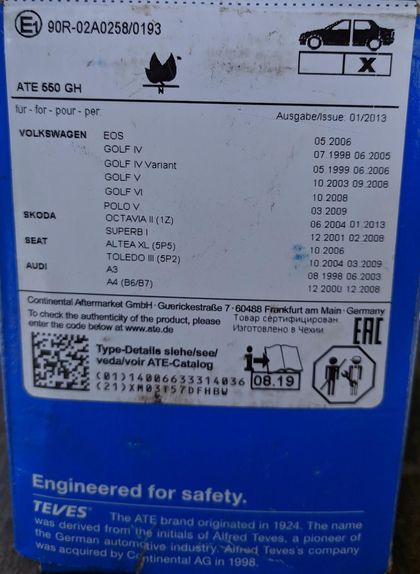 E1 90R-02A0258/0193
X
N
ATE 550 GH
für - for - pour - per
Ausgabe/Issue: 01/2013
VOLKSWAGEN EOS 05 2006
GOLF IV 07 1998 06 2005
GOLF IV Variant 05 1999 06 2006
GOLF V 10 2003 09 2008
GOLF VI 10 2008
POLO V 03 2009
SKODA OCTAVIA II (1Z) 06 2004 01 2013
SUPERB I 12 2001 02 2008
SEAT ALTEA XL (5P5) 10 2006
TOLEDO III (5P2) 10 2004 03 2009
AUDI A3 08 1998 06 2003
A4 (B6/B7) 12 2000 12 2008
Continental Aftermarket GmbH · Guerickestraße 7 · 60488 Frankfurt am Main · Germany
To check the authenticity of the product, please
enter the code below at www.ate.de.
Товар сертифицирован
Изготовлено в Чехии
EAC
Type-Details siehe/see/
veda/voir ATE-Catalog
(01)14006633314036
(21)XM03T57DFHBW
08.19
Engineered for safety.
TEVES The ATE brand originated in 1924. The name
was derived from the initials of Alfred Teves, a pioneer of
the German automotive industry. Alfred Teves's company
was acquired by Continental AG in 1998.